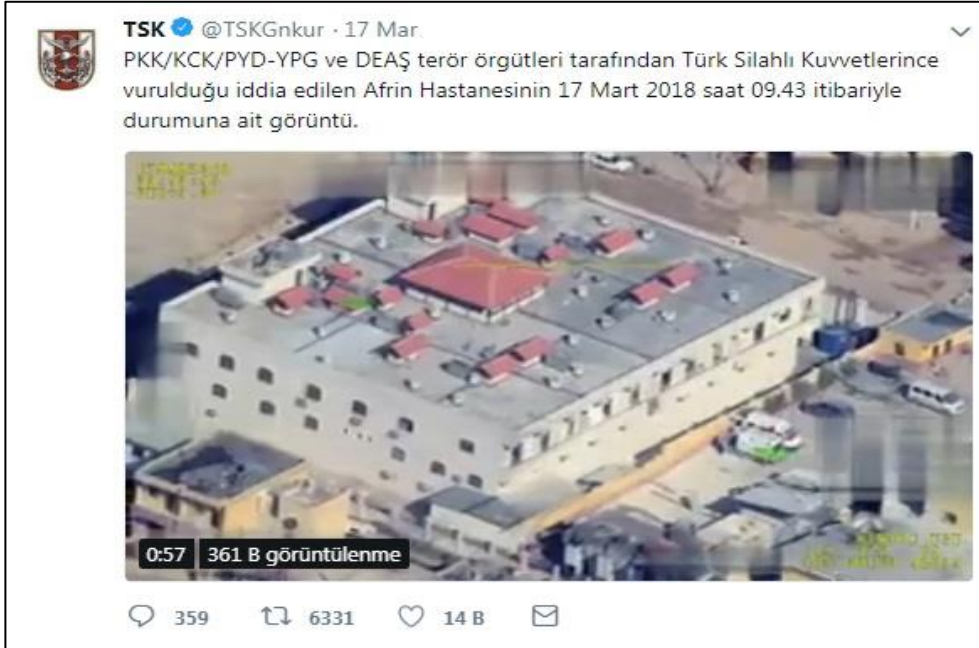 TSK @TSKGnkur · 17 Mar
PKK/KCK/PYD-YPG ve DEAŞ terör örgütleri tarafından Türk Silahlı Kuvvetlerince
vurulduğu iddia edilen Afrin Hastanesinin 17 Mart 2018 saat 09.43 itibariyle
durumuna ait görüntü.
0:57 361 B görüntülenme
359 6331 14 B